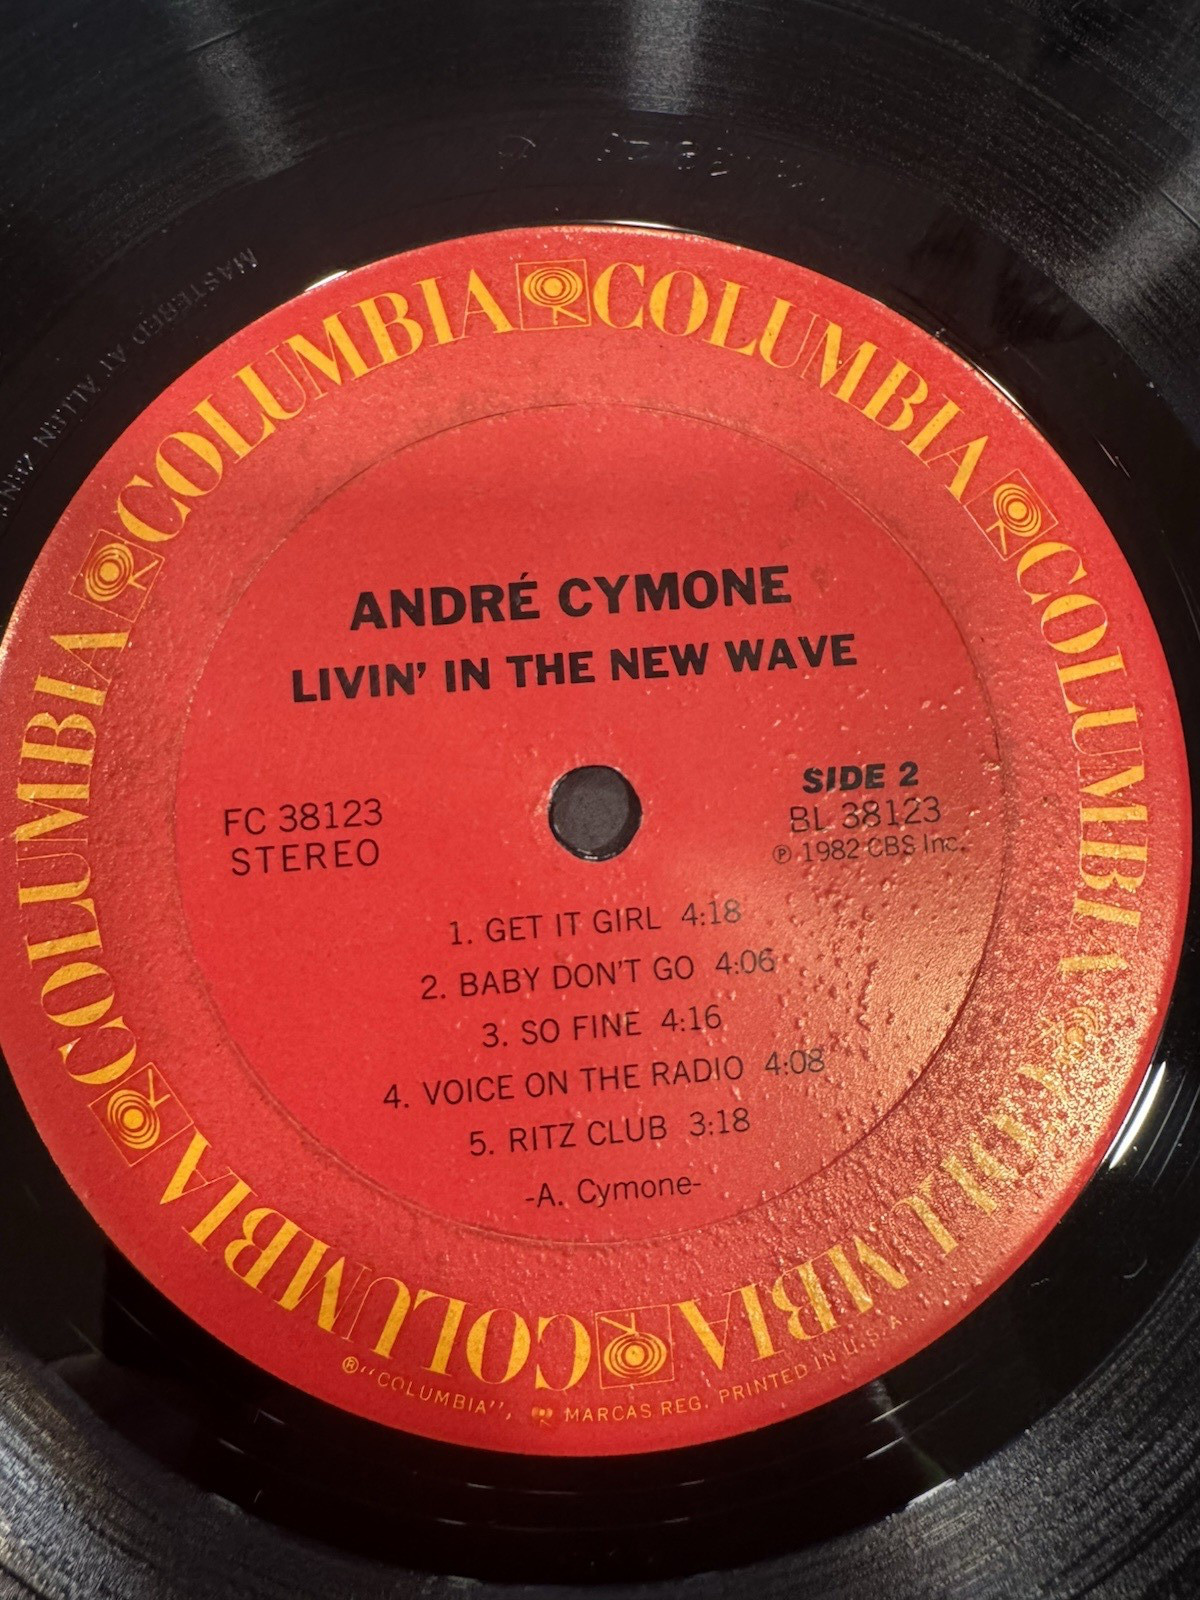 MASTERED AT ALLEN ZENT
COLUMBIA COLUMBIA COLUMBIA COLUMBIA COLUMBIA COLUMBIA
ANDRÉ CYMONE
LIVIN' IN THE NEW WAVE
FC 38123
STEREO
SIDE 2
BL 38123
℗ 1982 CBS Inc.
1. GET IT GIRL 4:18
2. BABY DON'T GO 4:06
3. SO FINE 4:16
4. VOICE ON THE RADIO 4:08
5. RITZ CLUB 3:18
-A. Cymone-
®"COLUMBIA", MARCAS REG. PRINTED IN U.S.A.